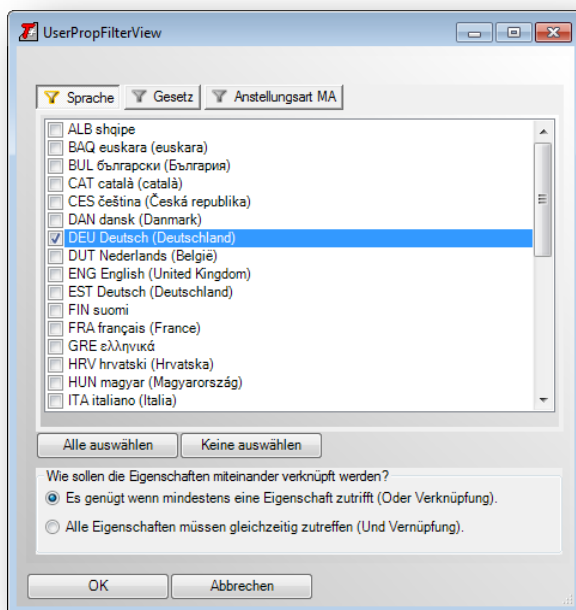 UserPropFilterView
Sprache Gesetz Anstellungsart MA
ALB shqipe
BAQ euskara (euskara)
BUL български (България)
CAT català (català)
CES čeština (Česká republika)
DAN dansk (Danmark)
DEU Deutsch (Deutschland)
DUT Nederlands (België)
ENG English (United Kingdom)
EST Deutsch (Deutschland)
FIN suomi
FRA français (France)
GRE ελληνικά
HRV hrvatski (Hrvatska)
HUN magyar (Magyarország)
ITA italiano (Italia)
Alle auswählen Keine auswählen
Wie sollen die Eigenschaften miteinander verknüpft werden?
Es genügt wenn mindestens eine Eigenschaft zutrifft (Oder Verknüpfung).
Alle Eigenschaften müssen gleichzeitig zutreffen (Und Vernüpfung).
OK Abbrechen